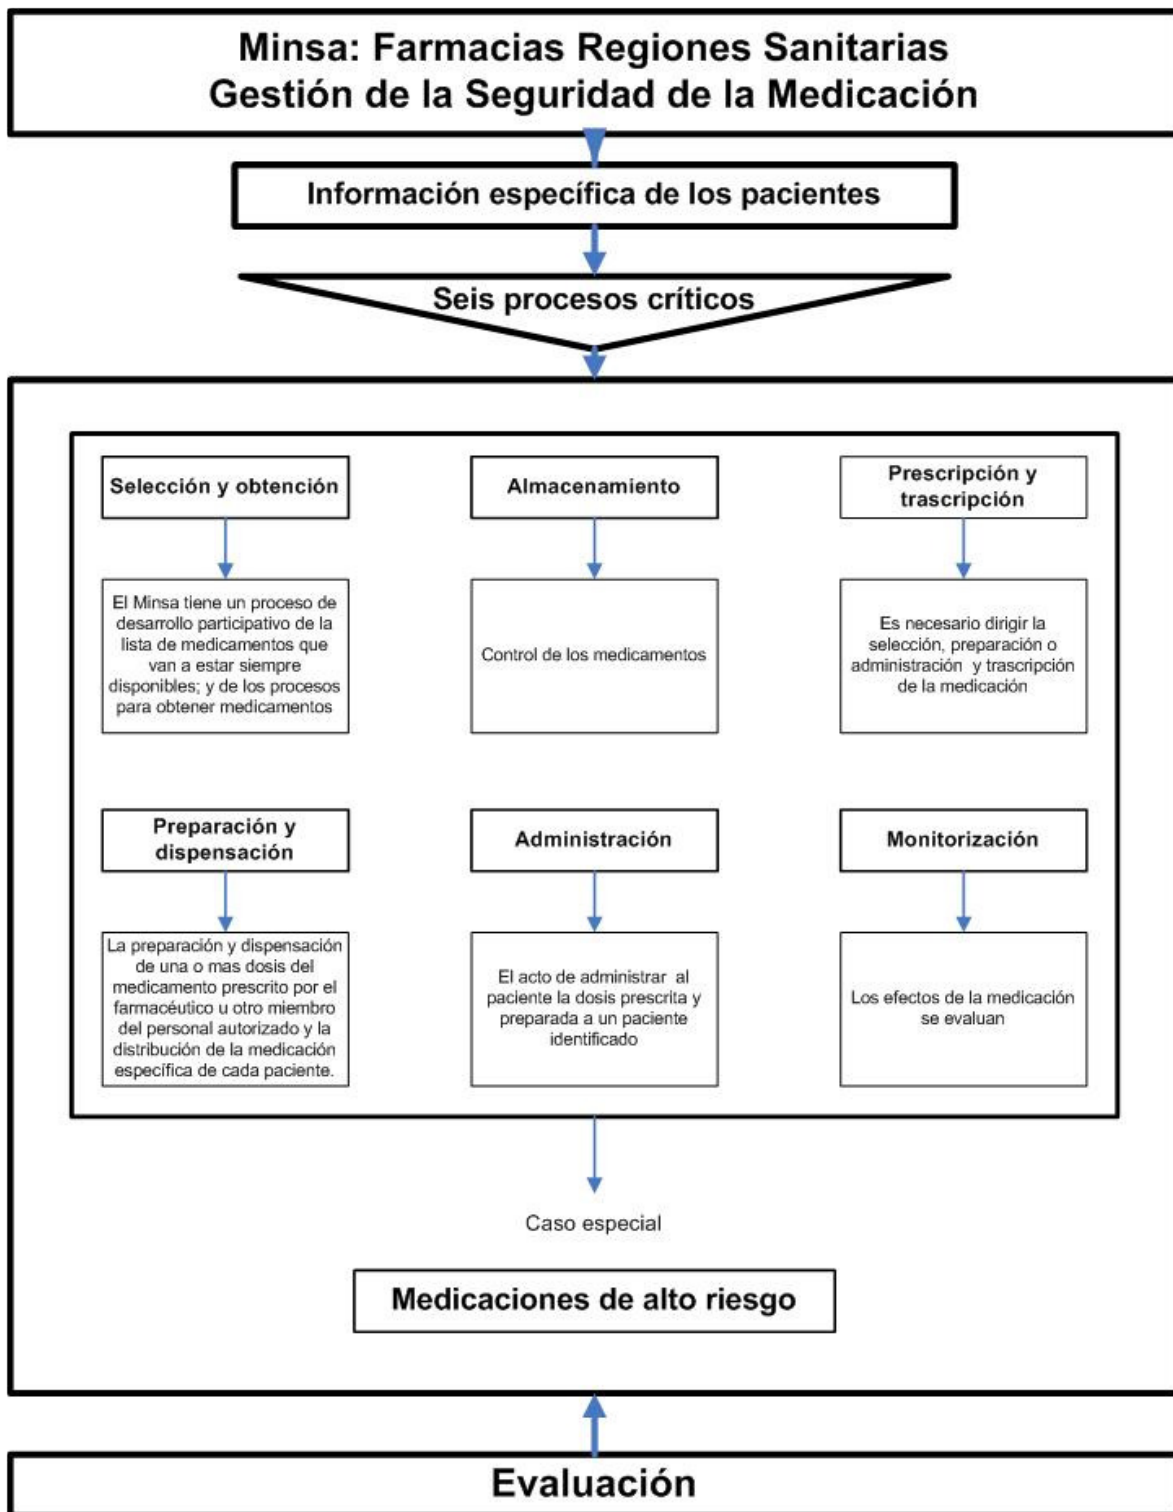 Minsa: Farmacias Regiones Sanitarias
Gestión de la Seguridad de la Medicación
Información específica de los pacientes
Seis procesos críticos
Selección y obtención
Almacenamiento
Prescripción y
trascripción
El Minsa tiene un proceso de
desarrollo participativo de la
lista de medicamentos que
van a estar siempre
disponibles; y de los procesos
para obtener medicamentos
Control de los medicamentos
Es necesario dirigir la
selección, preparación o
administración y trascripción
de la medicación
Preparación y
dispensación
Administración
Monitorización
La preparación y dispensación
de una o mas dosis del
medicamento prescrito por el
farmacéutico u otro miembro
del personal autorizado y la
distribución de la medicación
específica de cada paciente.
El acto de administrar al
paciente la dosis prescrita y
preparada a un paciente
identificado
Los efectos de la medicación
se evaluan
Caso especial
Medicaciones de alto riesgo
Evaluación